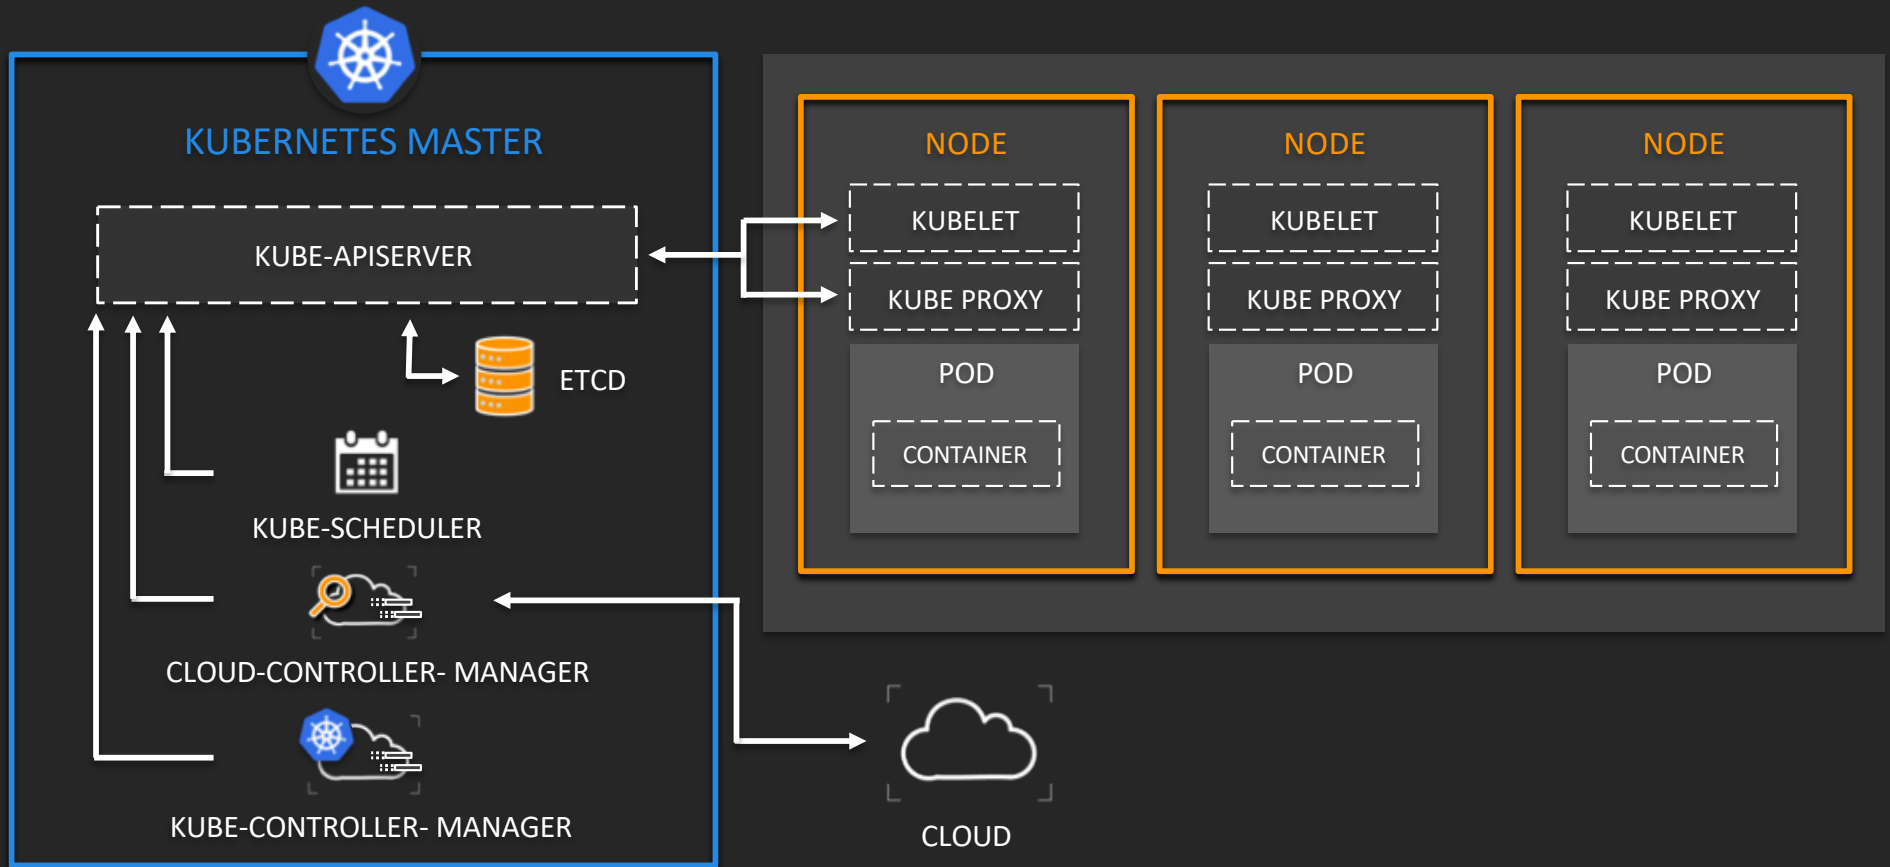 KUBERNETES MASTER
KUBE-APISERVER
ETCD
KUBE-SCHEDULER
CLOUD-CONTROLLER- MANAGER
KUBE-CONTROLLER- MANAGER
NODE
KUBELET
KUBE PROXY
POD
CONTAINER
NODE
KUBELET
KUBE PROXY
POD
CONTAINER
NODE
KUBELET
KUBE PROXY
POD
CONTAINER
CLOUD